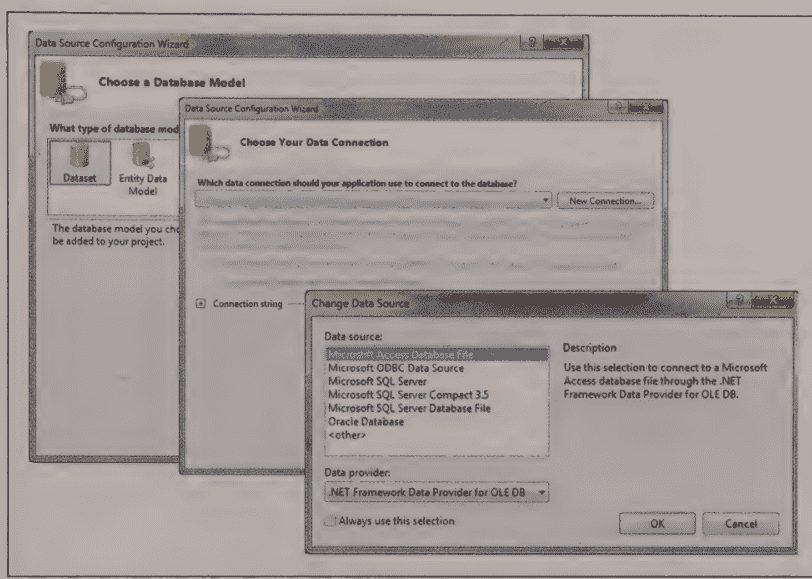 Data Source Configuration Wizard
Choose a Database Model
What type of database mod
Dataset
Entity Data
Model
The database model you cho
be added to your project.
Data Source Configuration Wizard
Choose Your Data Connection
Which data connection should your application use to connect to the database?
New Connection...
Connection string
Change Data Source
Data source:
Microsoft Access Database File
Microsoft ODBC Data Source
Microsoft SQL Server
Microsoft SQL Server Compact 3.5
Microsoft SQL Server Database File
Oracle Database
<other>
Description
Use this selection to connect to a Microsoft
Access database file through the .NET
Framework Data Provider for OLE DB.
Data provider:
.NET Framework Data Provider for OLE DB
Always use this selection
OK
Cancel